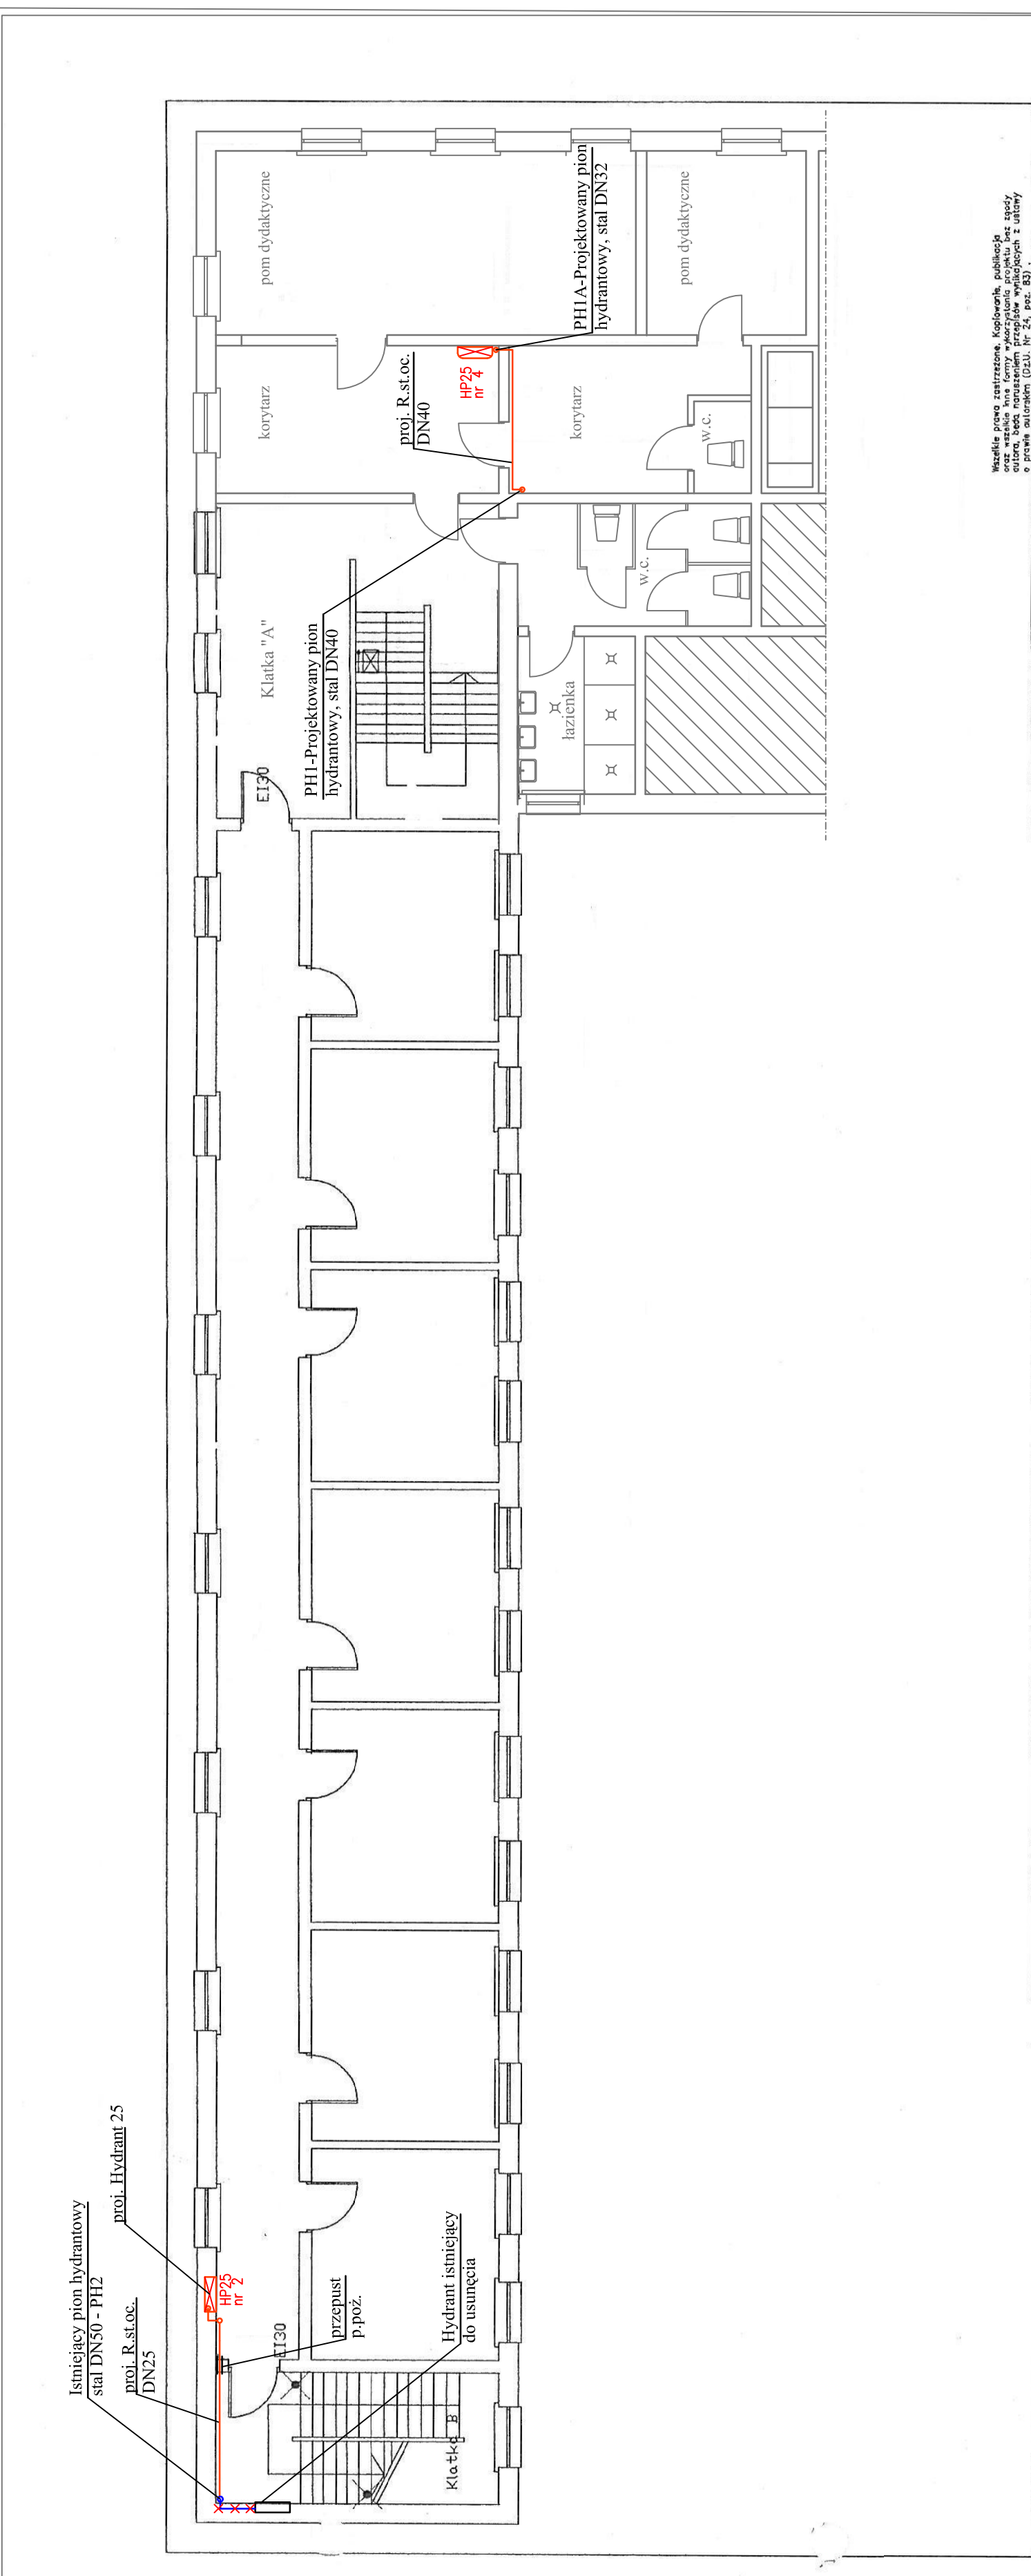 pom dydaktyczne
PH1A-Projektowany pion
hydrantowy, stal DN32
pom dydaktyczne
korytarz
proj. R.st.oc.
DN40
HP25
nr 4
korytarz
w.c.
Klatka "A"
PH1-Projektowany pion
hydrantowy, stal DN40
w.c.
łazienka
EI30
Wszelkie prawa zastrzeżone. Kopiowanie, publikacja
oraz wszelkie inne formy wykorzystania projektu bez zgody
autora, będą naruszeniem przepisów wynikających z ustawy
o prawie autorskim (Dz.U. Nr 24, poz. 83) .
Istniejący pion hydrantowy
stal DN50 - PH2
proj. Hydrant 25
proj. R.st.oc.
DN25
HP25
nr 2
przepust
p.poż.
EI30
Hydrant istniejący
do usunęcia
Klatka B